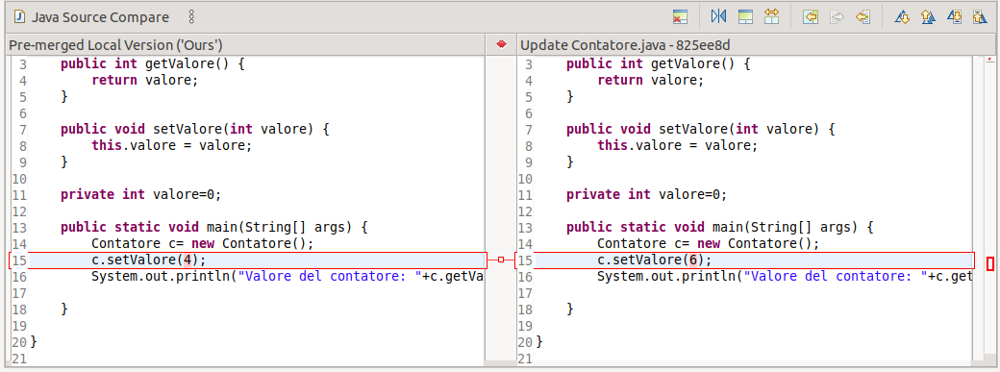 Java Source Compare
Pre-merged Local Version ('Ours')
3 public int getValore() {
4 return valore;
5 }
6
7 public void setValore(int valore) {
8 this.valore = valore;
9 }
10
11 private int valore=0;
12
13 public static void main(String[] args) {
14 Contatore c= new Contatore();
15 c.setValore(4);
16 System.out.println("Valore del contatore: "+c.getVa
17
18 }
19
20 }
21
Update Contatore.java - 825ee8d
3 public int getValore() {
4 return valore;
5 }
6
7 public void setValore(int valore) {
8 this.valore = valore;
9 }
10
11 private int valore=0;
12
13 public static void main(String[] args) {
14 Contatore c= new Contatore();
15 c.setValore(6);
16 System.out.println("Valore del contatore: "+c.get
17
18 }
19
20 }
21